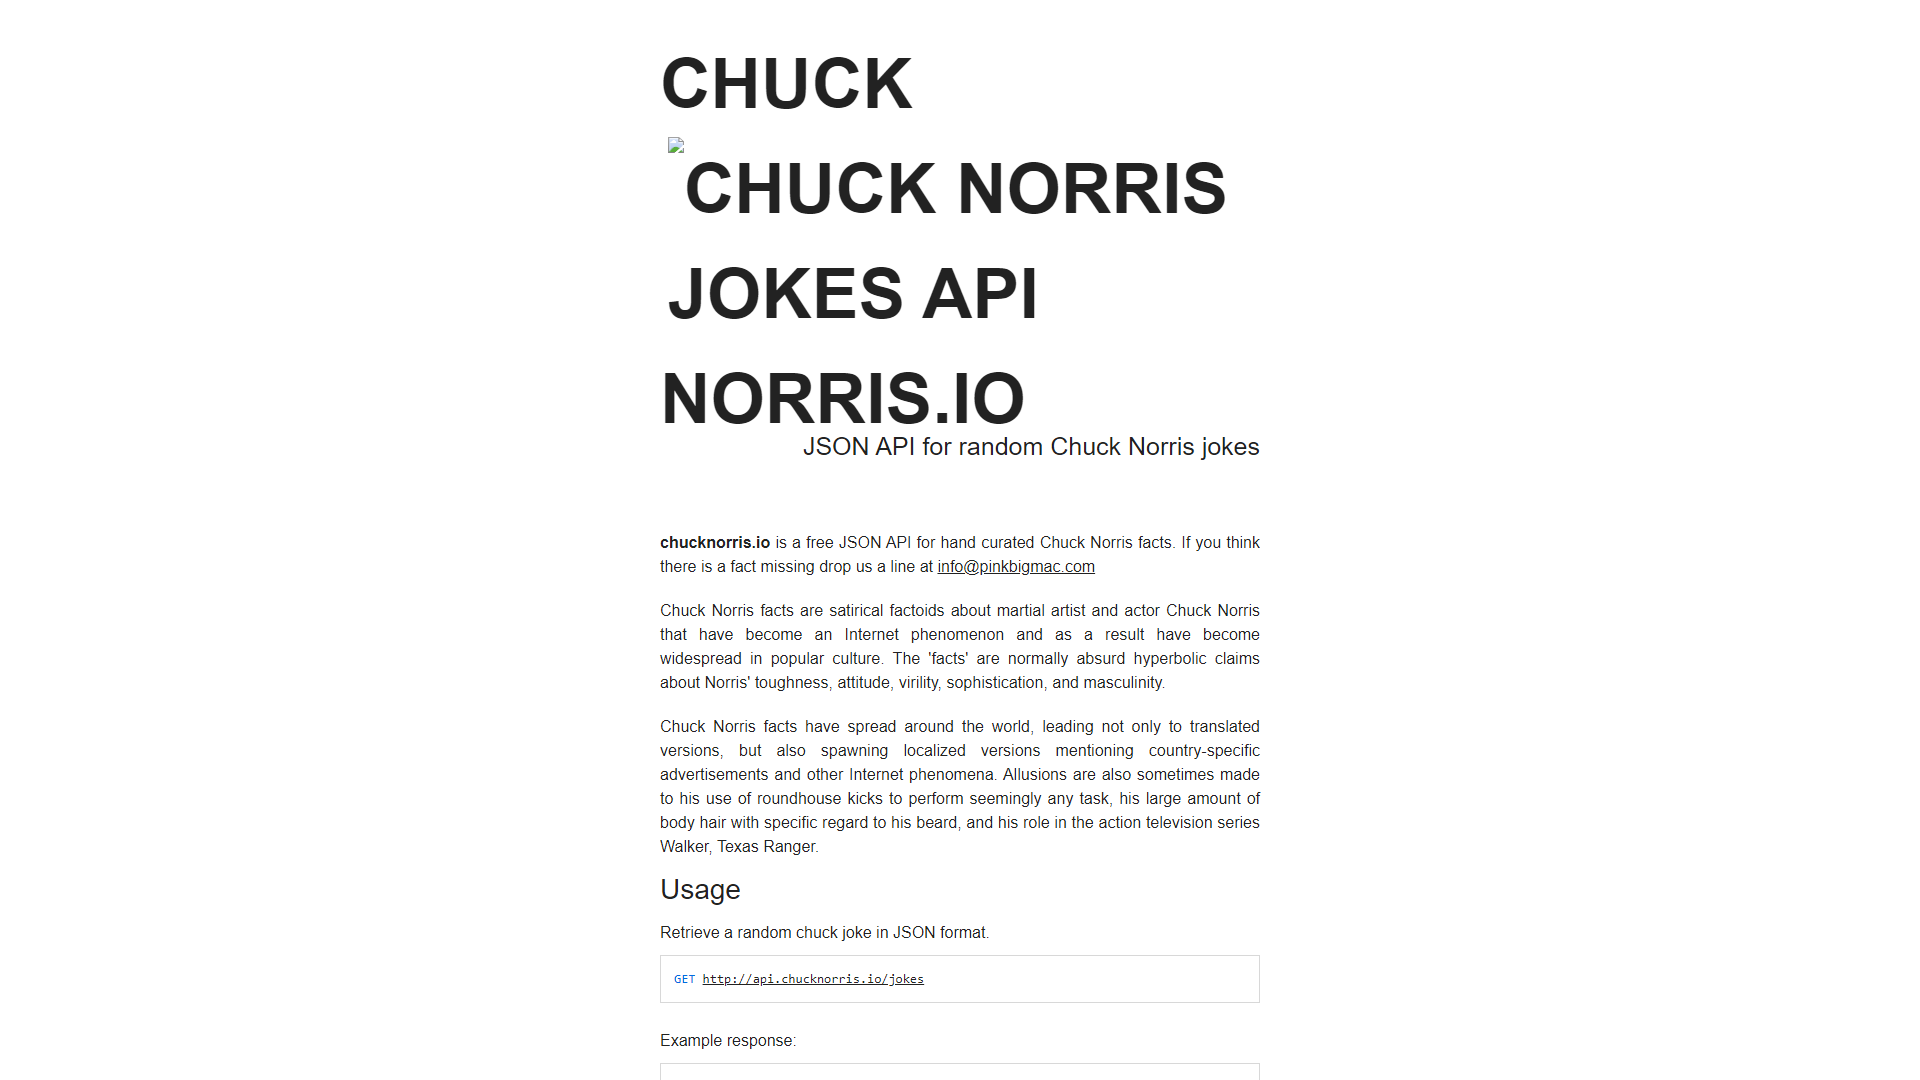 CHUCK
CHUCK NORRIS
JOKES API
NORRIS.IO
JSON API for random Chuck Norris jokes
chucknorris.io is a free JSON API for hand curated Chuck Norris facts. If you think
there is a fact missing drop us a line at info@pinkbigmac.com
Chuck Norris facts are satirical factoids about martial artist and actor Chuck Norris
that have become an Internet phenomenon and as a result have become
widespread in popular culture. The 'facts' are normally absurd hyperbolic claims
about Norris' toughness, attitude, virility, sophistication, and masculinity.
Chuck Norris facts have spread around the world, leading not only to translated
versions, but also spawning localized versions mentioning country-specific
advertisements and other Internet phenomena. Allusions are also sometimes made
to his use of roundhouse kicks to perform seemingly any task, his large amount of
body hair with specific regard to his beard, and his role in the action television series
Walker, Texas Ranger.
Usage
Retrieve a random chuck joke in JSON format.
GET http://api.chucknorris.io/jokes
Example response: